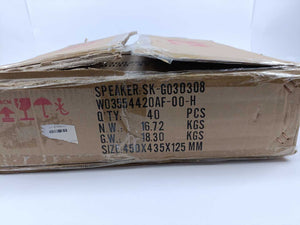 SPEAKER SK-G030308
W03554420AF-00-H
Q'TY 40 PCS
N.W. 16.72 KGS
G.W. 18.30 KGS
SIZE:450X435X125 MM